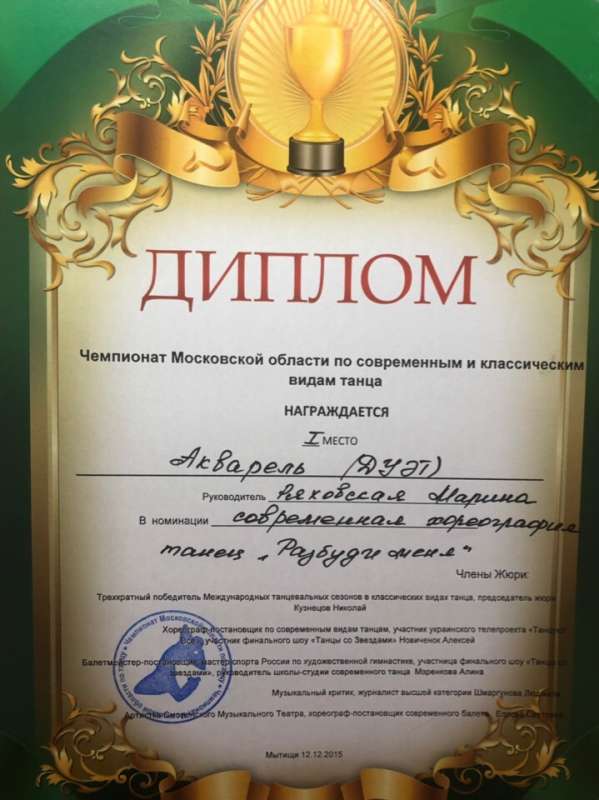 ДИПЛОМ
Чемпионат Московской области по современным и классическим
видам танца
НАГРАЖДАЕТСЯ
I МЕСТО
Акварель (ДУЭТ)
Руководитель Ряховская Марина
В номинации современная хореография
танец „Разбуди меня"
Члены Жюри:
Трехкратный победитель Международных танцевальных сезонов в классических видах танца, председатель жюри
Кузнецов Николай
Хореограф-постановщик по современным видам танцам, участник украинского телепроекта «Танцуют
Все», участник финального шоу «Танцы со Звездами» Новиченок Алексей
Балетмейстер-постановщик, мастер спорта России по художественной гимнастике, участница финального шоу «Танцы со
звездами», руководитель школы-студии современного танца Моренкова Алина
Музыкальный критик, журналист высшей категории Шмаргунова Людмила
Артистка Смоленского Музыкального Театра, хореограф-постановщик современного балета
Мытищи 12.12.2015